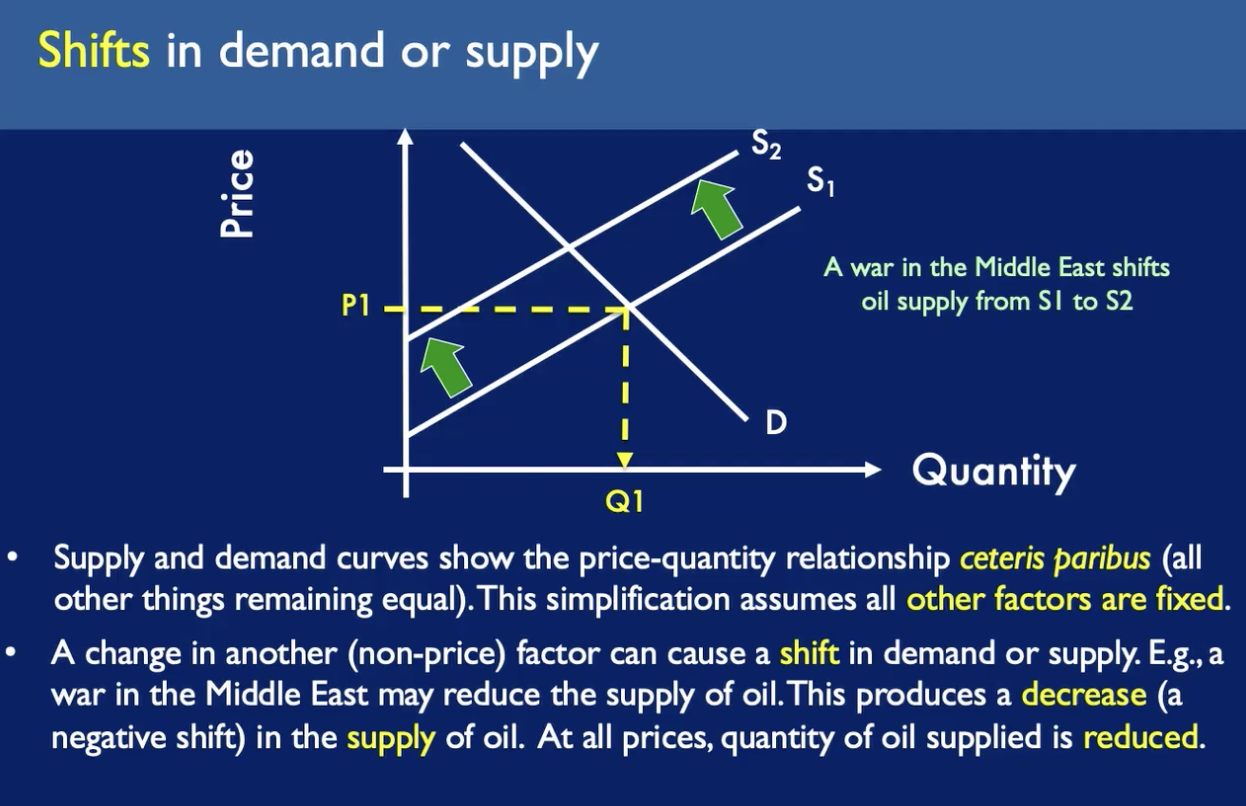 Shifts in demand or supply
Price
S2
S1
A war in the Middle East shifts
oil supply from S1 to S2
P1
D
Quantity
Q1
• Supply and demand curves show the price-quantity relationship ceteris paribus (all
other things remaining equal). This simplification assumes all other factors are fixed.
• A change in another (non-price) factor can cause a shift in demand or supply. E.g., a
war in the Middle East may reduce the supply of oil. This produces a decrease (a
negative shift) in the supply of oil. At all prices, quantity of oil supplied is reduced.